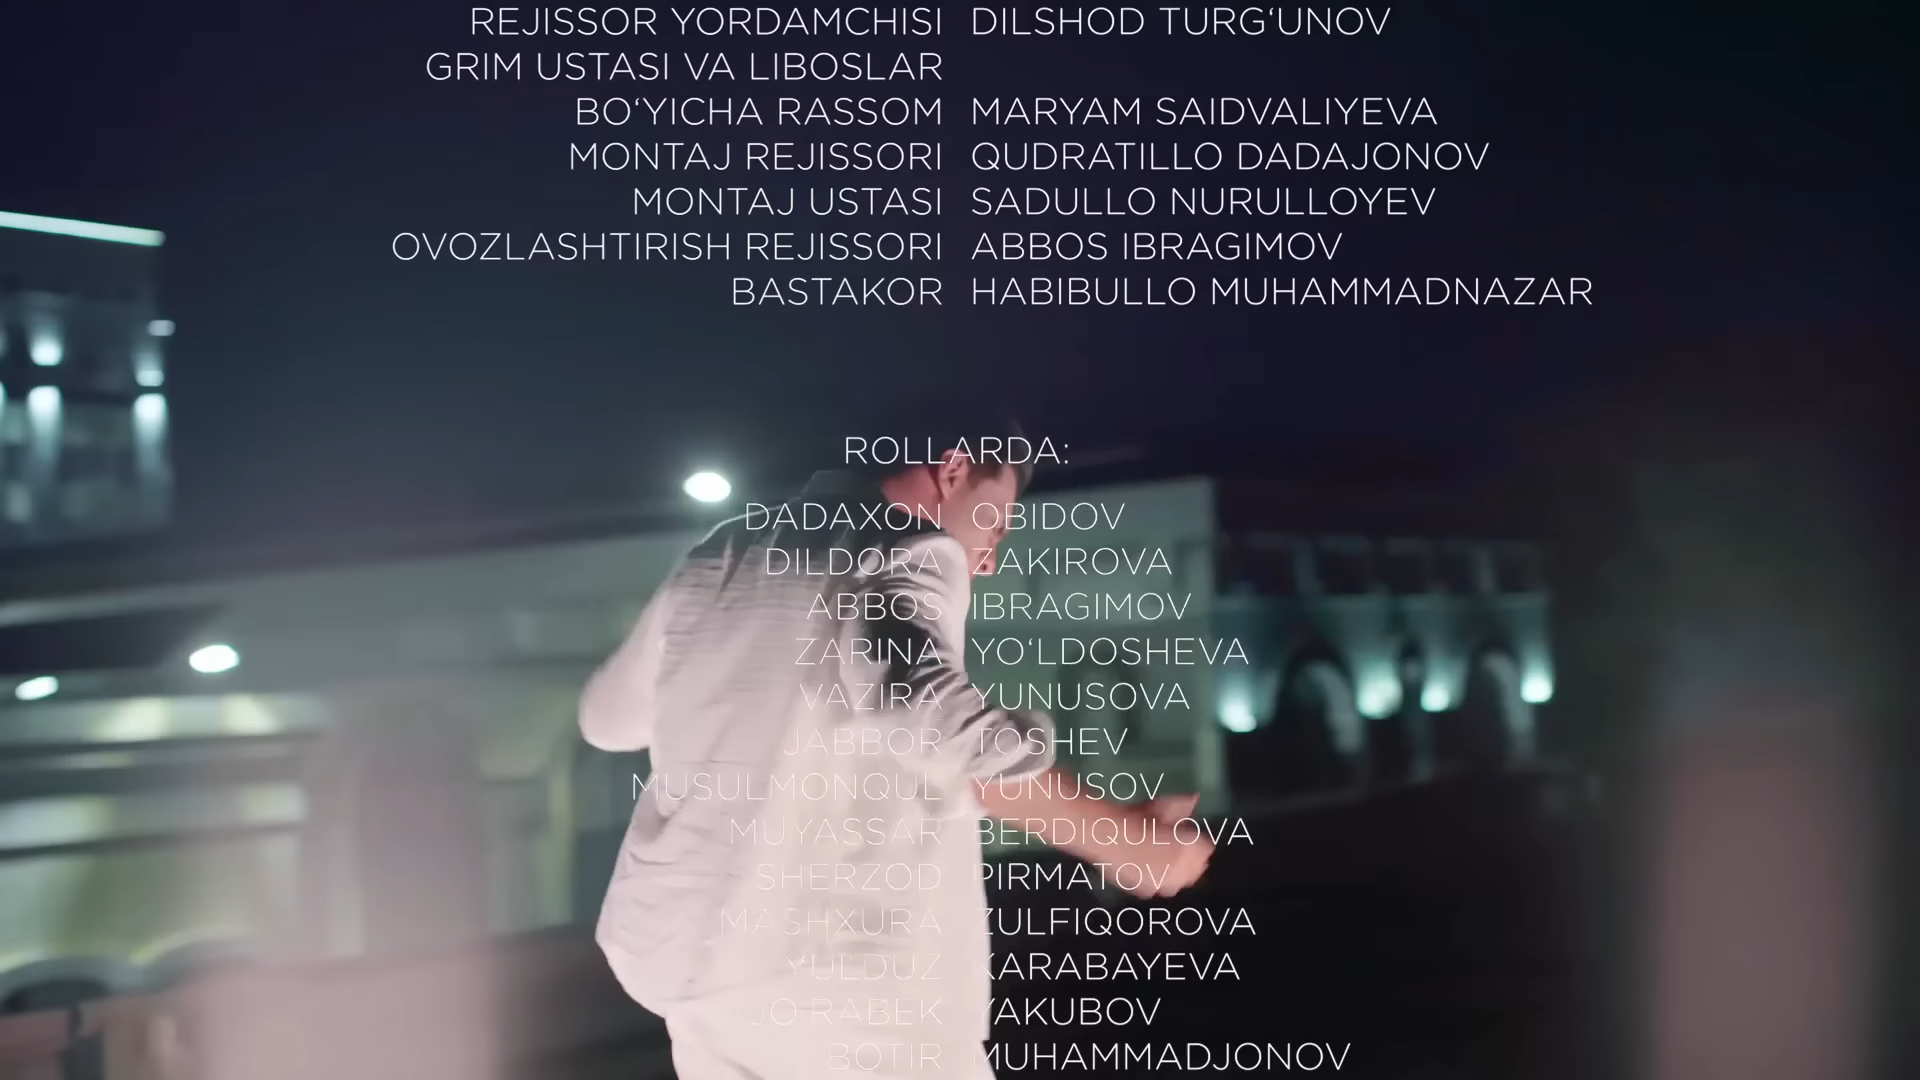 REJISSOR YORDAMCHISI DILSHOD TURG‘UNOV
GRIM USTASI VA LIBOSLAR
BO‘YICHA RASSOM MARYAM SAIDVALIYEVA
MONTAJ REJISSORI QUDRATILLO DADAJONOV
MONTAJ USTASI SADULLO NURULLOYEV
OVOZLASHTIRISH REJISSORI ABBOS IBRAGIMOV
BASTAKOR HABIBULLO MUHAMMADNAZAR
ROLLARDA:
DADAXON OBIDOV
DILDORA ZAKIROVA
ABBOS IBRAGIMOV
ZARINA YO‘LDOSHEVA
VAZIRA YUNUSOVA
JABBOR TOSHEV
MUSULMONQUL YUNUSOV
MUYASSAR BERDIQULOVA
SHERZOD PIRMATOV
MASHXURA ZULFIQOROVA
YULDUZ KARABAYEVA
JO‘RABEK YAKUBOV
BOTIR MUHAMMADJONOV